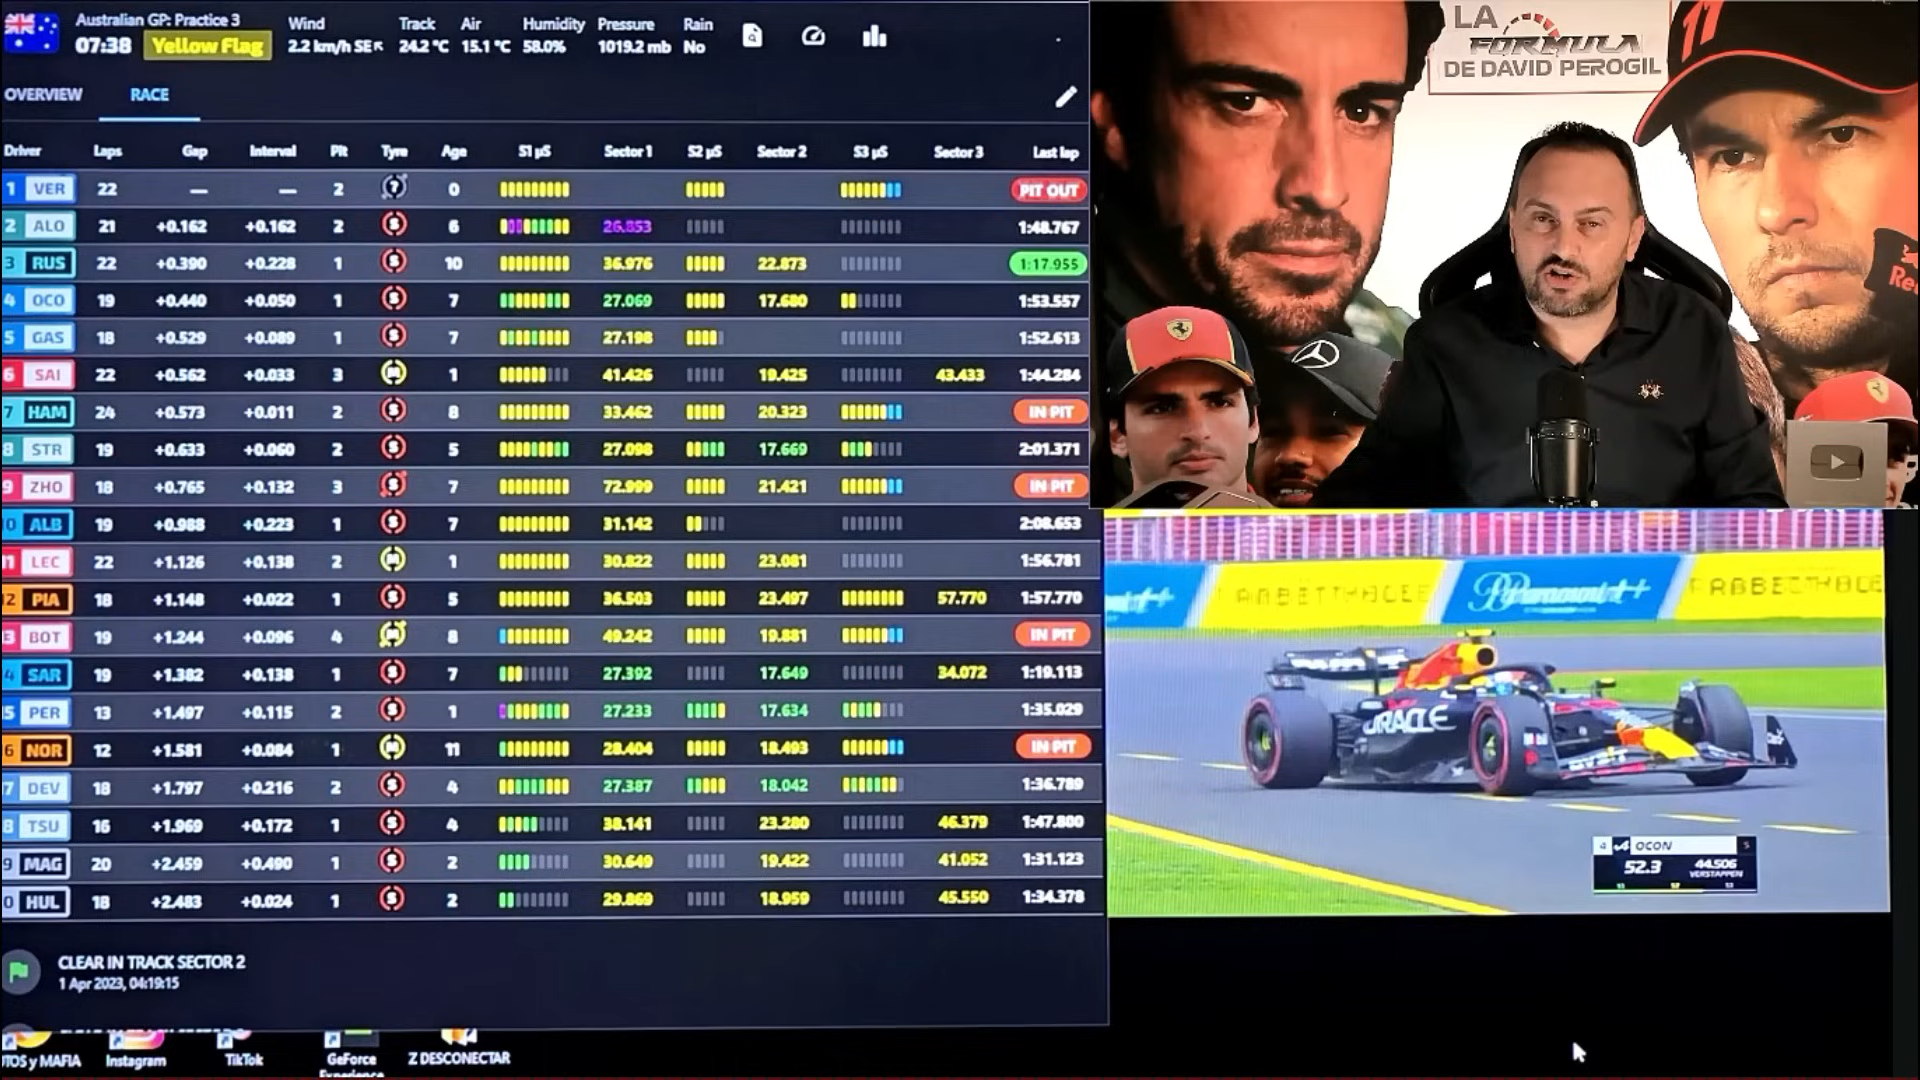 Australian GP: Practice 3
07:38 Yellow Flag
Wind Track Air Humidity Pressure Rain
2.2 km/h SE 24.2 °C 15.1 °C 58.0% 1019.2 mb No
OVERVIEW RACE
Driver Laps Gap Interval Pit Tyre Age S1 µS Sector 1 S2 µS Sector 2 S3 µS Sector 3 Last lap
1 VER 22 — — 2 ? 0 PIT OUT
2 ALO 21 +0.162 +0.162 2 S 6 26.853 1:48.767
3 RUS 22 +0.390 +0.228 1 S 10 36.976 22.873 1:17.955
4 OCO 19 +0.440 +0.050 1 S 7 27.069 17.680 1:53.557
5 GAS 18 +0.529 +0.089 1 S 7 27.198 1:52.613
6 SAI 22 +0.562 +0.033 3 M 1 41.426 19.425 43.433 1:44.284
7 HAM 24 +0.573 +0.011 2 S 8 33.462 20.323 IN PIT
8 STR 19 +0.633 +0.060 2 S 5 27.098 17.669 2:01.371
9 ZHO 18 +0.765 +0.132 3 S 7 72.999 21.421 IN PIT
0 ALB 19 +0.988 +0.223 1 S 7 31.142 2:08.653
11 LEC 22 +1.126 +0.138 2 M 1 30.822 23.081 1:56.781
2 PIA 18 +1.148 +0.022 1 S 5 36.503 23.497 57.770 1:57.770
3 BOT 19 +1.244 +0.096 4 M 8 49.242 19.881 IN PIT
4 SAR 19 +1.382 +0.138 1 S 7 27.392 17.649 34.072 1:19.113
5 PER 13 +1.497 +0.115 2 S 1 27.233 17.634 1:35.029
6 NOR 12 +1.581 +0.084 1 M 11 28.404 18.493 IN PIT
7 DEV 18 +1.797 +0.216 2 S 4 27.387 18.042 1:36.789
8 TSU 16 +1.969 +0.172 1 S 4 38.141 23.280 46.379 1:47.800
9 MAG 20 +2.459 +0.490 1 S 2 30.649 19.422 41.052 1:31.123
0 HUL 18 +2.483 +0.024 1 S 2 29.869 18.959 45.550 1:34.378
CLEAR IN TRACK SECTOR 2
1 Apr 2023, 04:19:15
TOS y MAFIA Instagram TikTok GeForce Experience Z DESCONECTAR
LA
FORMULA
DE DAVID PEROGIL
11
Red
Paramount+
ORACLE
4 OCON S
52.3 44.506
VERSTAPPEN